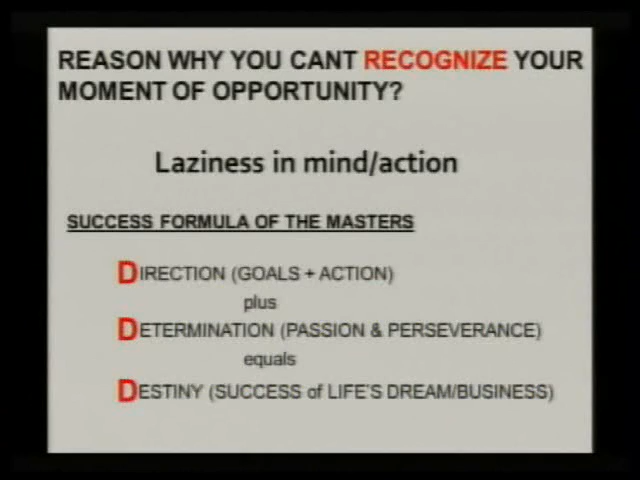 REASON WHY YOU CANT RECOGNIZE YOUR
MOMENT OF OPPORTUNITY?
Laziness in mind/action
SUCCESS FORMULA OF THE MASTERS
DIRECTION (GOALS + ACTION)
plus
DETERMINATION (PASSION & PERSEVERANCE)
equals
DESTINY (SUCCESS of LIFE'S DREAM/BUSINESS)